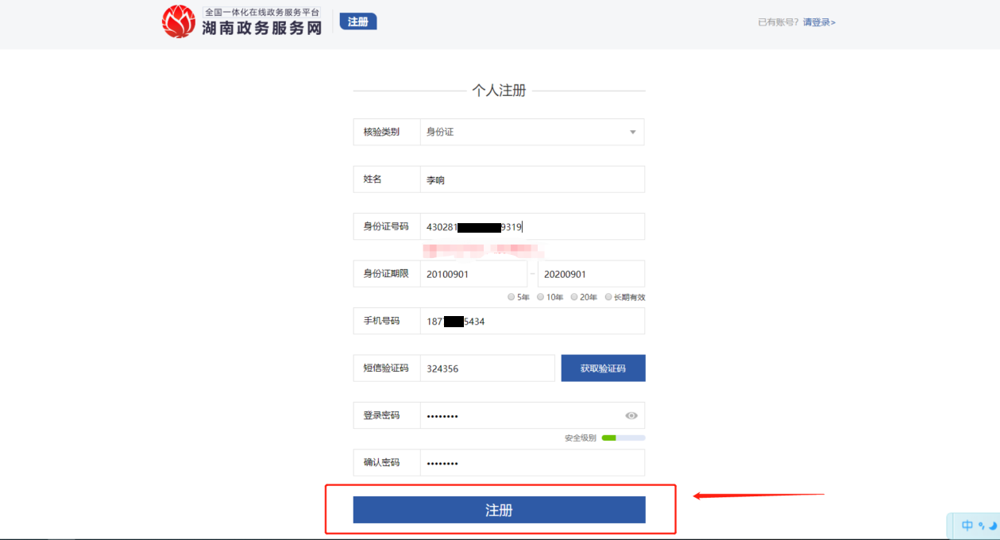 全国一体化在线政务服务平台
湖南政务服务网
注册
已有账号？请登录>
个人注册
核验类别 身份证
姓名 李响
身份证号码 430281 9319
身份证期限 20100901 - 20200901
5年 10年 20年 长期有效
手机号码 187 5434
短信验证码 324356 获取验证码
登录密码 ••••••••
安全级别
确认密码 ••••••••
注册
中